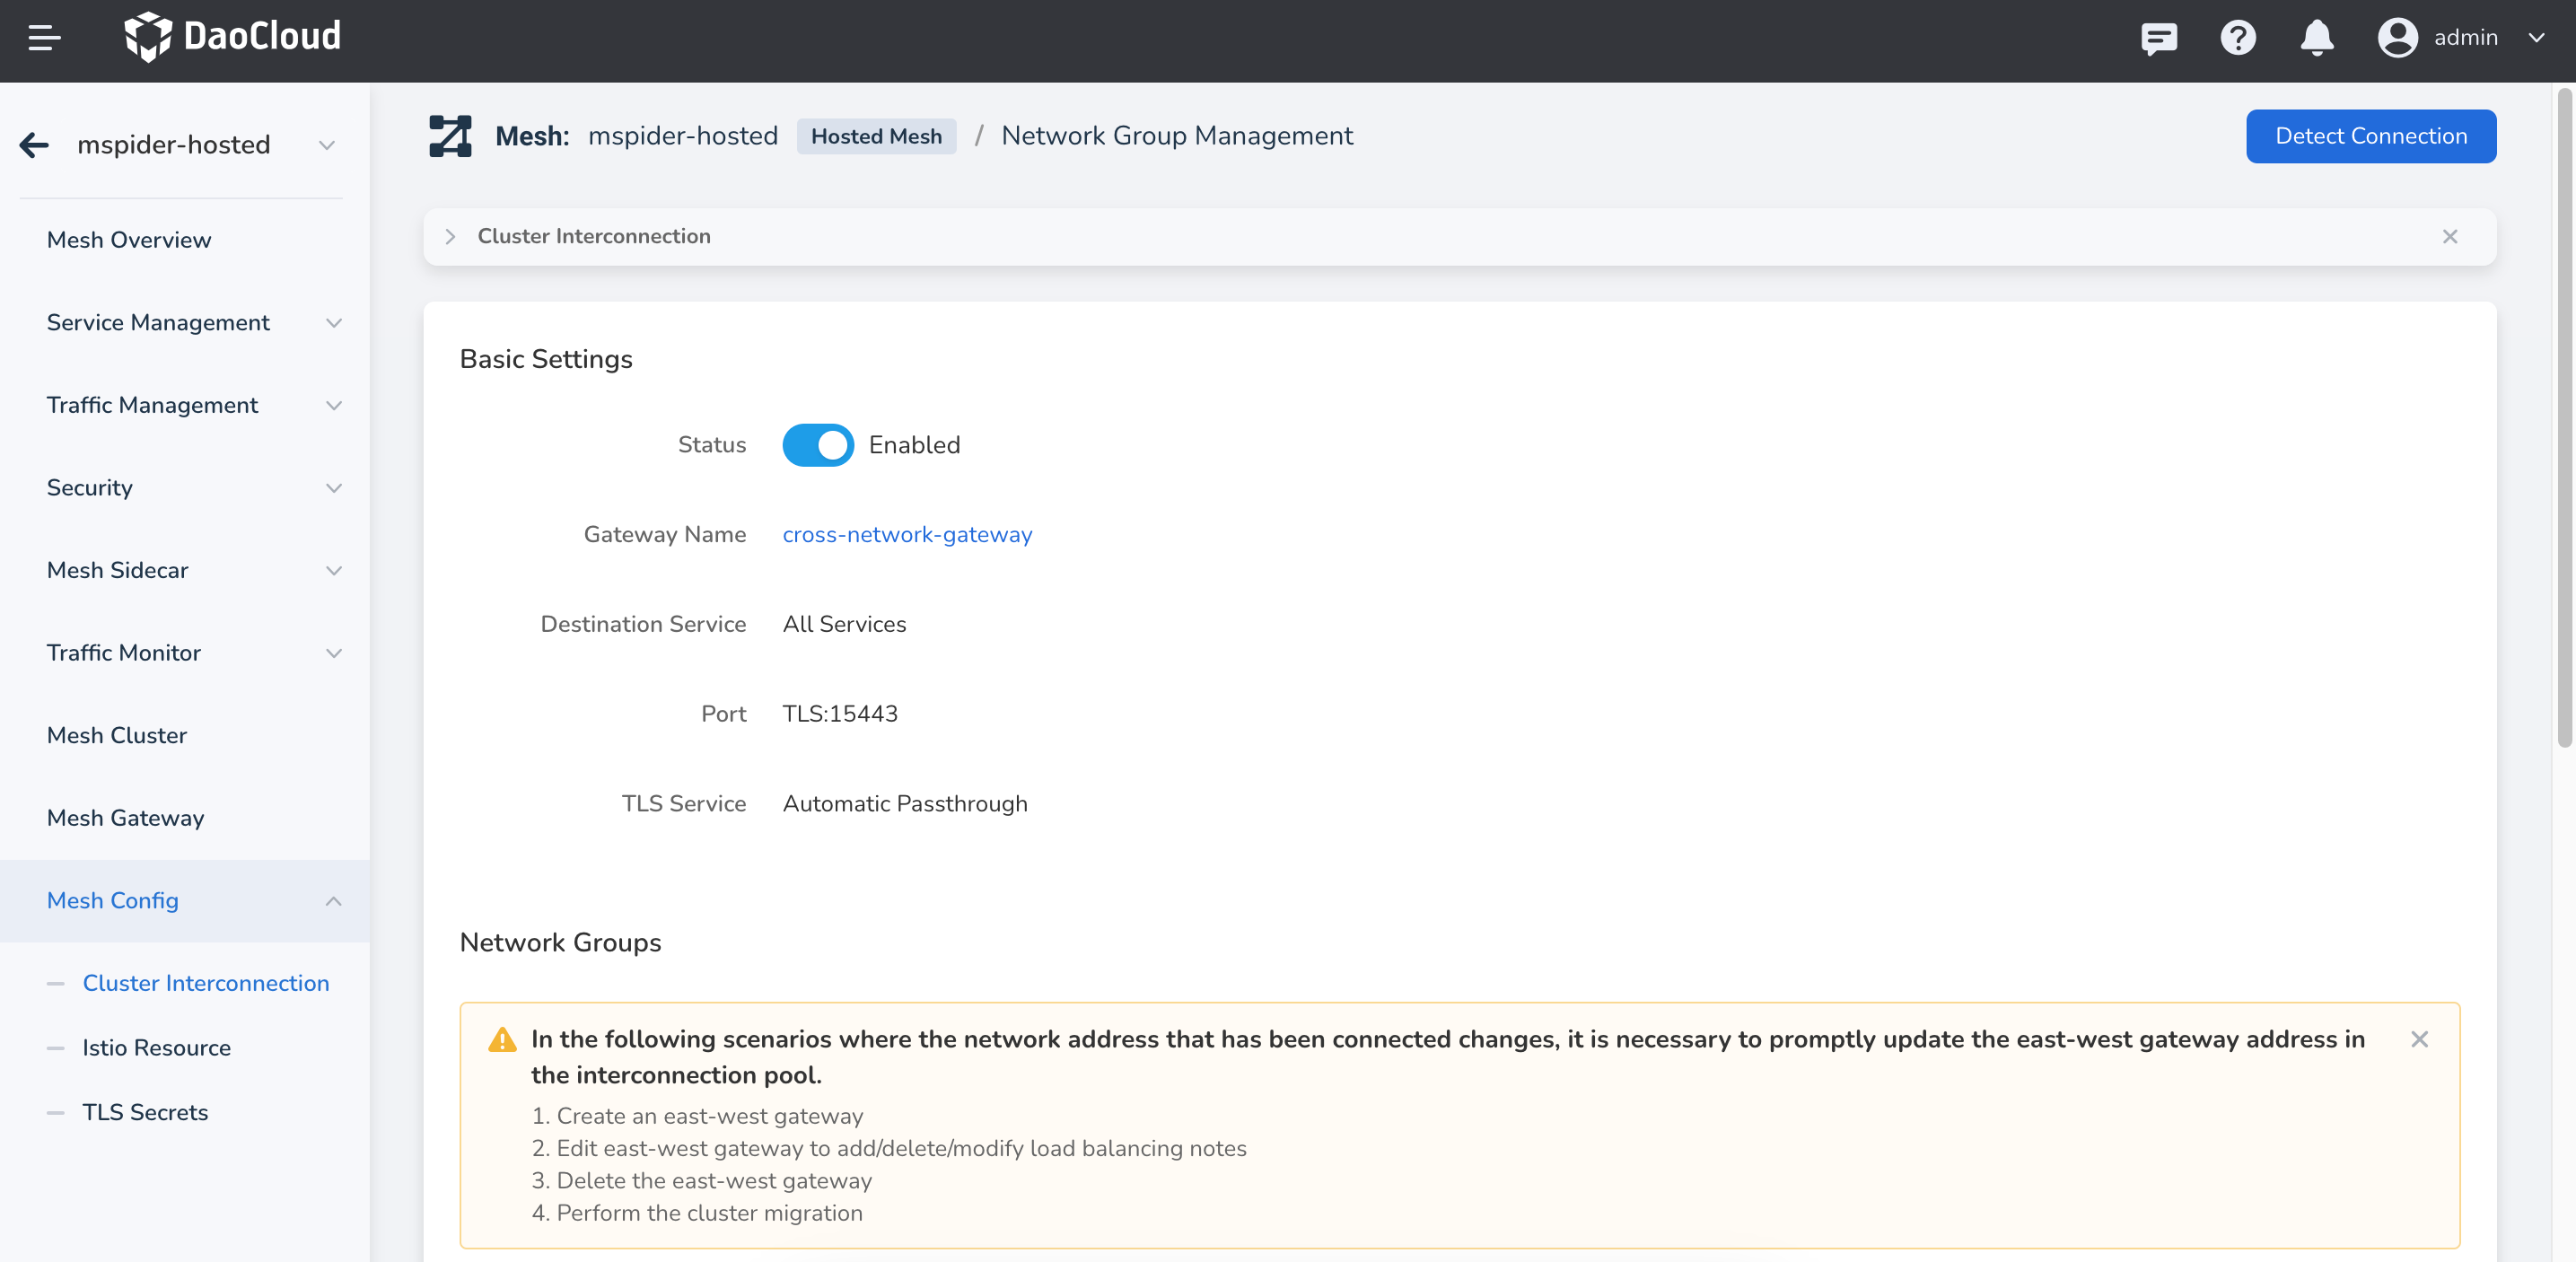 DaoCloud
admin
mspider-hosted
Mesh Overview
Service Management
Traffic Management
Security
Mesh Sidecar
Traffic Monitor
Mesh Cluster
Mesh Gateway
Mesh Config
Cluster Interconnection
Istio Resource
TLS Secrets
Mesh: mspider-hosted Hosted Mesh / Network Group Management
Detect Connection
Cluster Interconnection
Basic Settings
Status Enabled
Gateway Name cross-network-gateway
Destination Service All Services
Port TLS:15443
TLS Service Automatic Passthrough
Network Groups
In the following scenarios where the network address that has been connected changes, it is necessary to promptly update the east-west gateway address in
the interconnection pool.
1. Create an east-west gateway
2. Edit east-west gateway to add/delete/modify load balancing notes
3. Delete the east-west gateway
4. Perform the cluster migration